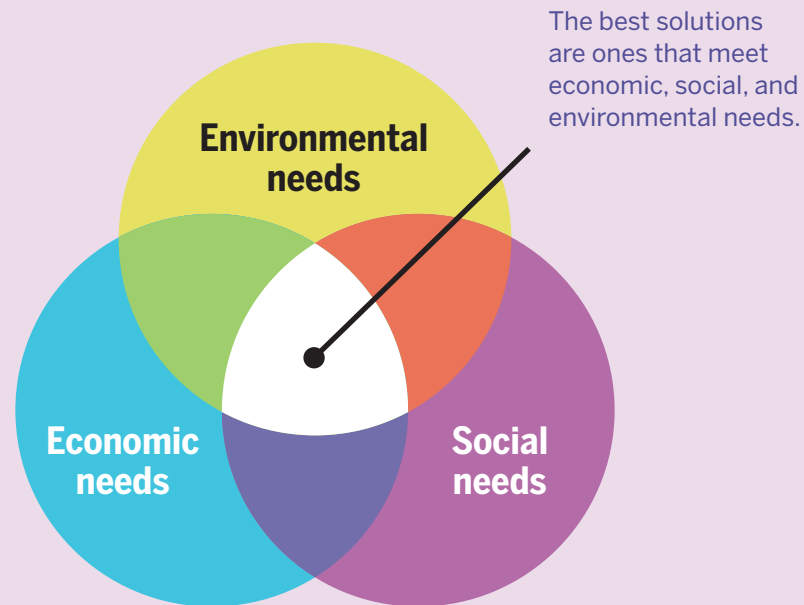 The best solutions
are ones that meet
economic, social, and
environmental needs.
Environmental
needs
Economic
needs
Social
needs